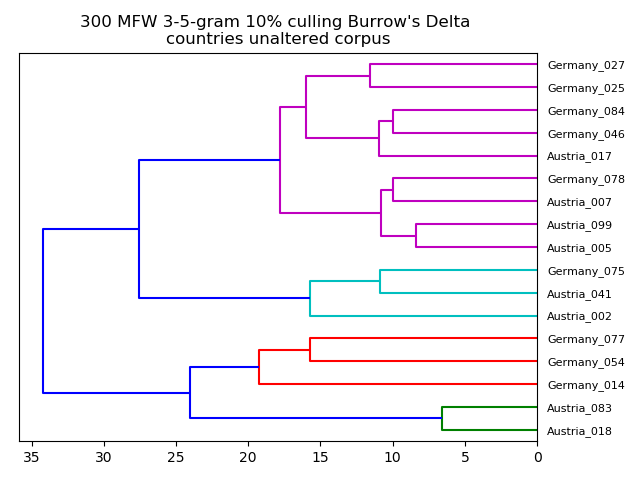 300 MFW 3-5-gram 10% culling Burrow's Delta
countries unaltered corpus
Germany_027
Germany_025
Germany_084
Germany_046
Austria_017
Germany_078
Austria_007
Austria_099
Austria_005
Germany_075
Austria_041
Austria_002
Germany_077
Germany_054
Germany_014
Austria_083
Austria_018
35 30 25 20 15 10 5 0